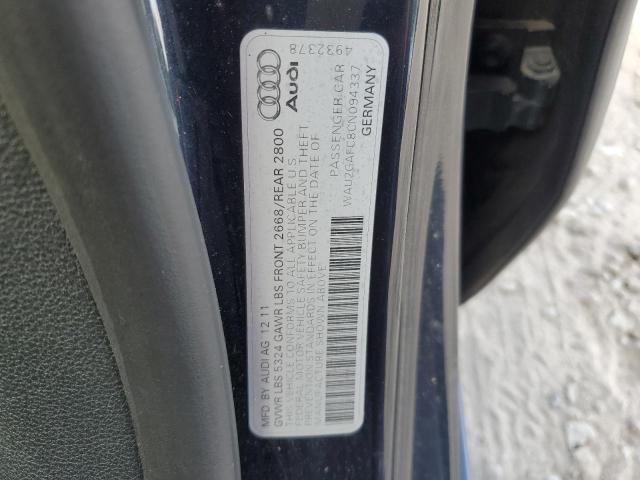 MFD BY AUDI AG 12 11
GVWR LBS 5324 GAWR LBS FRONT 2668/REAR 2800
THIS VEHICLE CONFORMS TO ALL APPLICABLE U.S.
FEDERAL MOTOR VEHICLE SAFETY BUMPER AND THEFT
PREVENTION STANDARDS IN EFFECT ON THE DATE OF
MANUFACTURE SHOWN ABOVE
PASSENGER CAR
WAU2GAFC8CN094337
GERMANY
Audi
4932378